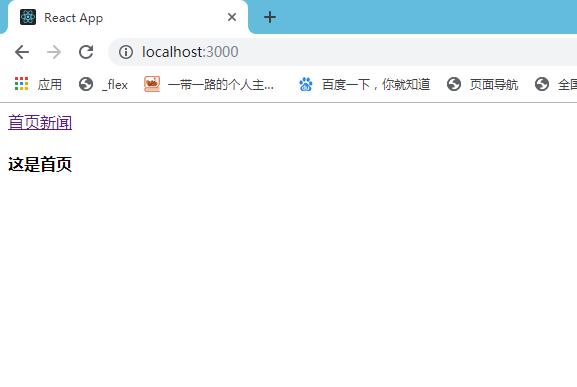 React App
localhost:3000
应用 _flex 一带一路的个人主... 百度一下，你就知道 页面导航 全国
首页新闻
这是首页